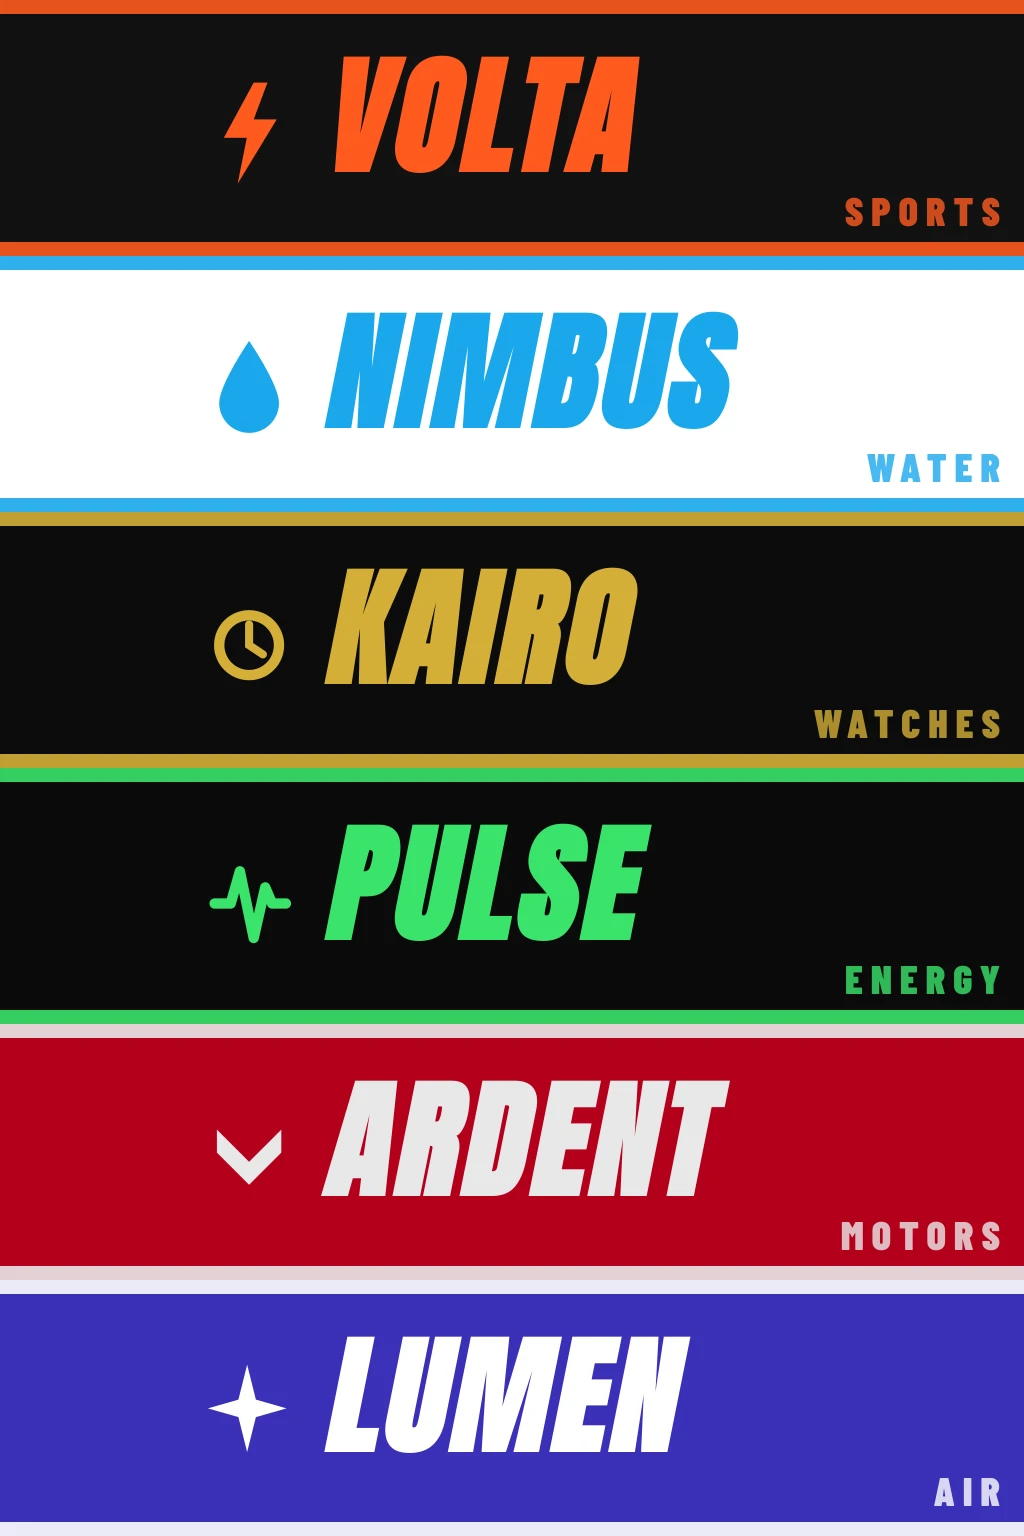 VOLTA
SPORTS
NIMBUS
WATER
KAIRO
WATCHES
PULSE
ENERGY
ARDENT
MOTORS
LUMEN
AIR